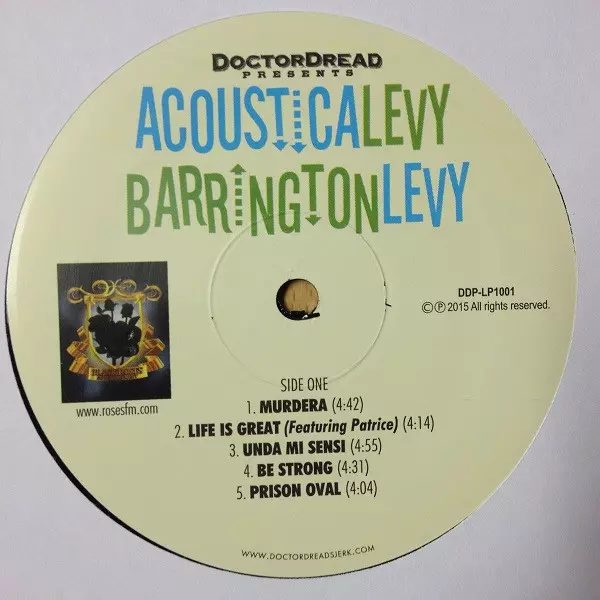 DOCTORDREAD
PRESENTS
ACOUSTICALEVY
BARRINGTONLEVY
DDP-LP1001
©℗2015 All rights reserved.
www.rosesfm.com
SIDE ONE
1. MURDERA (4:42)
2. LIFE IS GREAT (Featuring Patrice) (4:14)
3. UNDA MI SENSI (4:55)
4. BE STRONG (4:31)
5. PRISON OVAL (4:04)
WWW.DOCTORDREADSJERK.COM